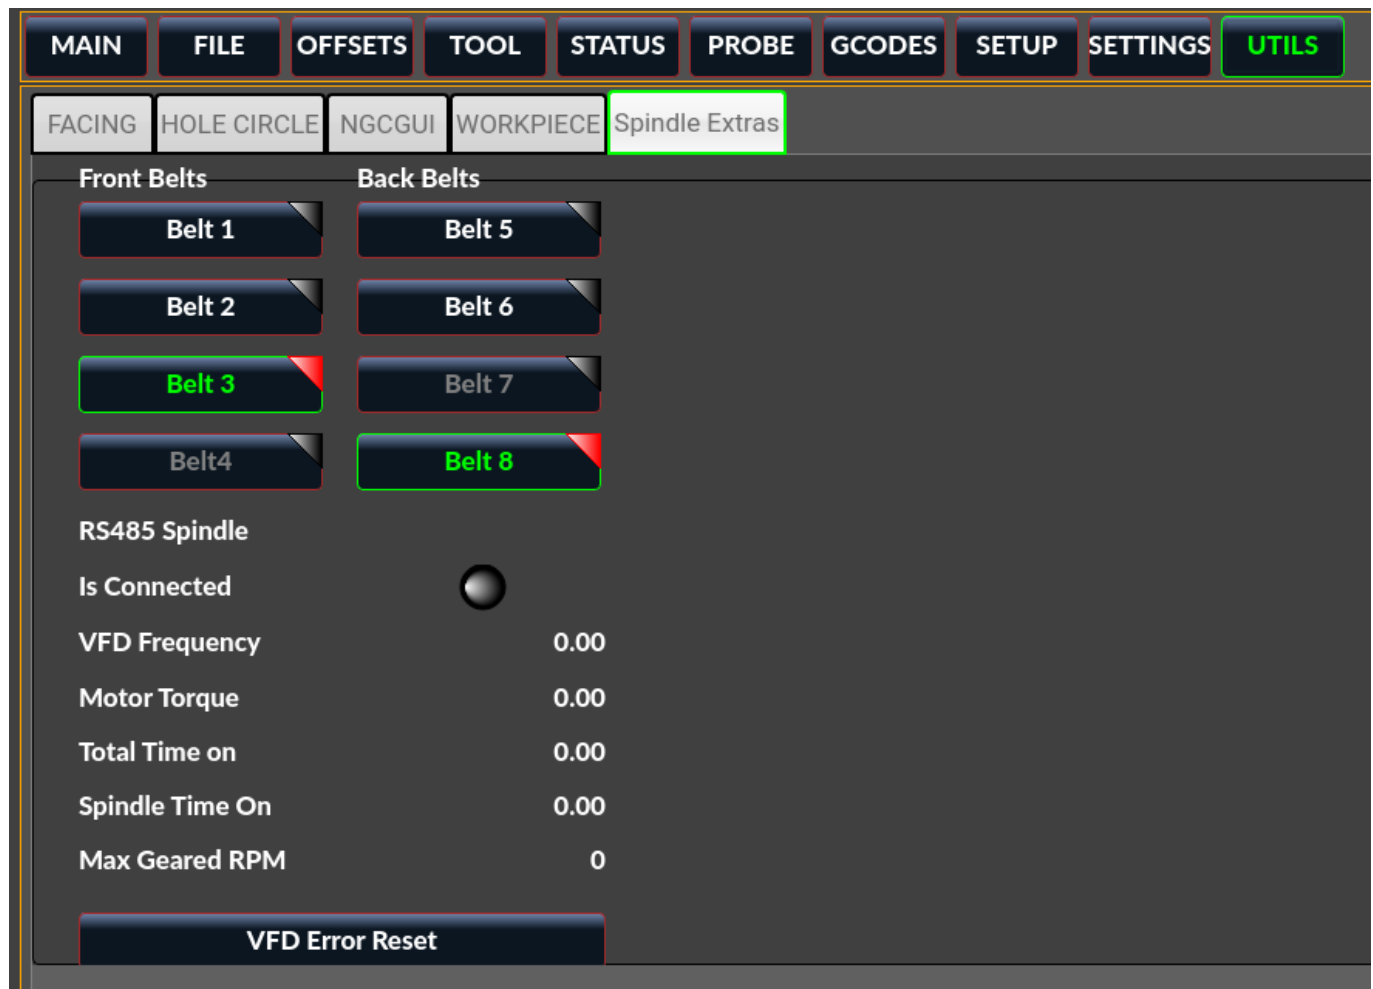 MAIN FILE OFFSETS TOOL STATUS PROBE GCODES SETUP SETTINGS UTILS
FACING HOLE CIRCLE NGCGUI WORKPIECE Spindle Extras
Front Belts Back Belts
Belt 1 Belt 5
Belt 2 Belt 6
Belt 3 Belt 7
Belt4 Belt 8
RS485 Spindle
Is Connected
VFD Frequency 0.00
Motor Torque 0.00
Total Time on 0.00
Spindle Time On 0.00
Max Geared RPM 0
VFD Error Reset